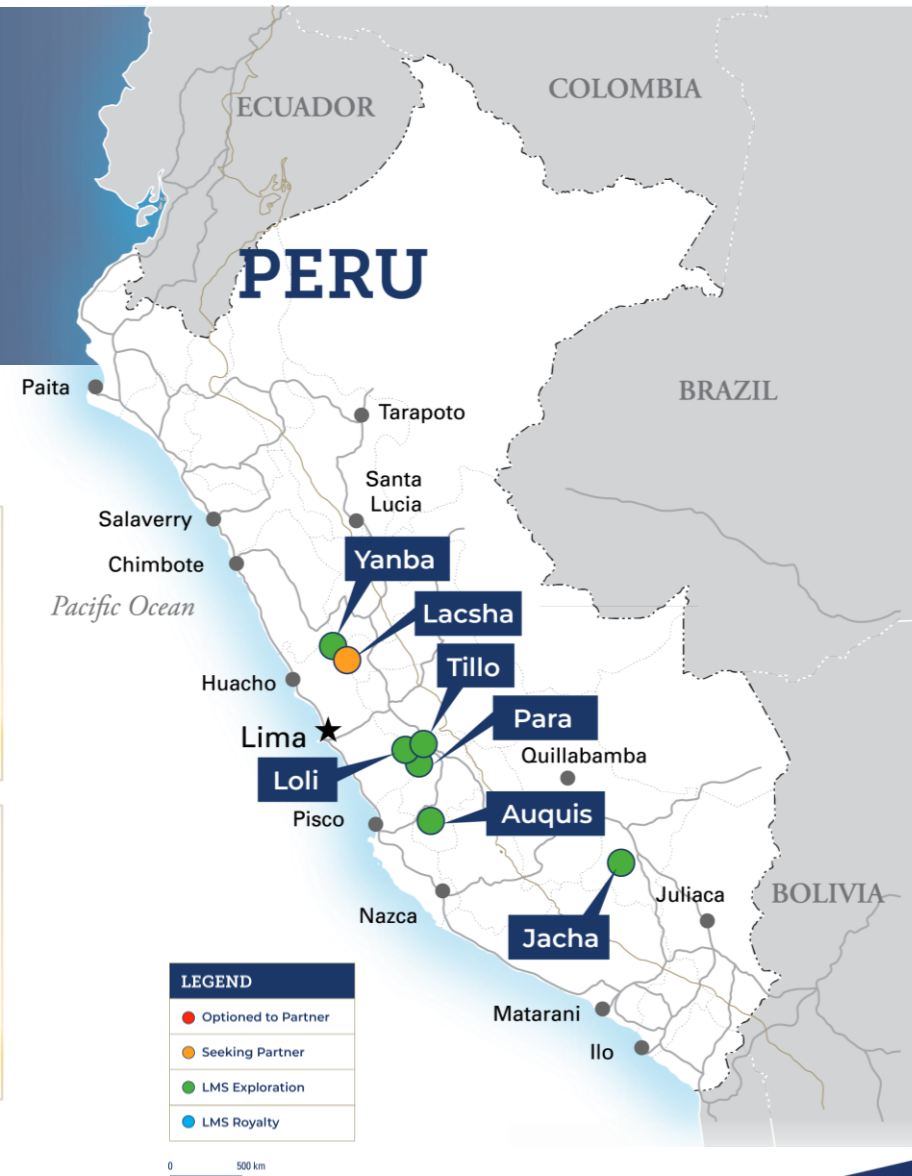 ECUADOR
COLOMBIA
PERU
BRAZIL
Paita
Tarapoto
Santa
Lucia
Salaverry
Chimbote
Yanba
Pacific Ocean
Lacsha
Tillo
Huacho
Para
Lima
Quillabamba
Loli
Pisco
Auquis
Juliaca
BOLIVIA
Nazca
Jacha
LEGEND
Optioned to Partner
Seeking Partner
LMS Exploration
LMS Royalty
Matarani
Ilo
0 500 km